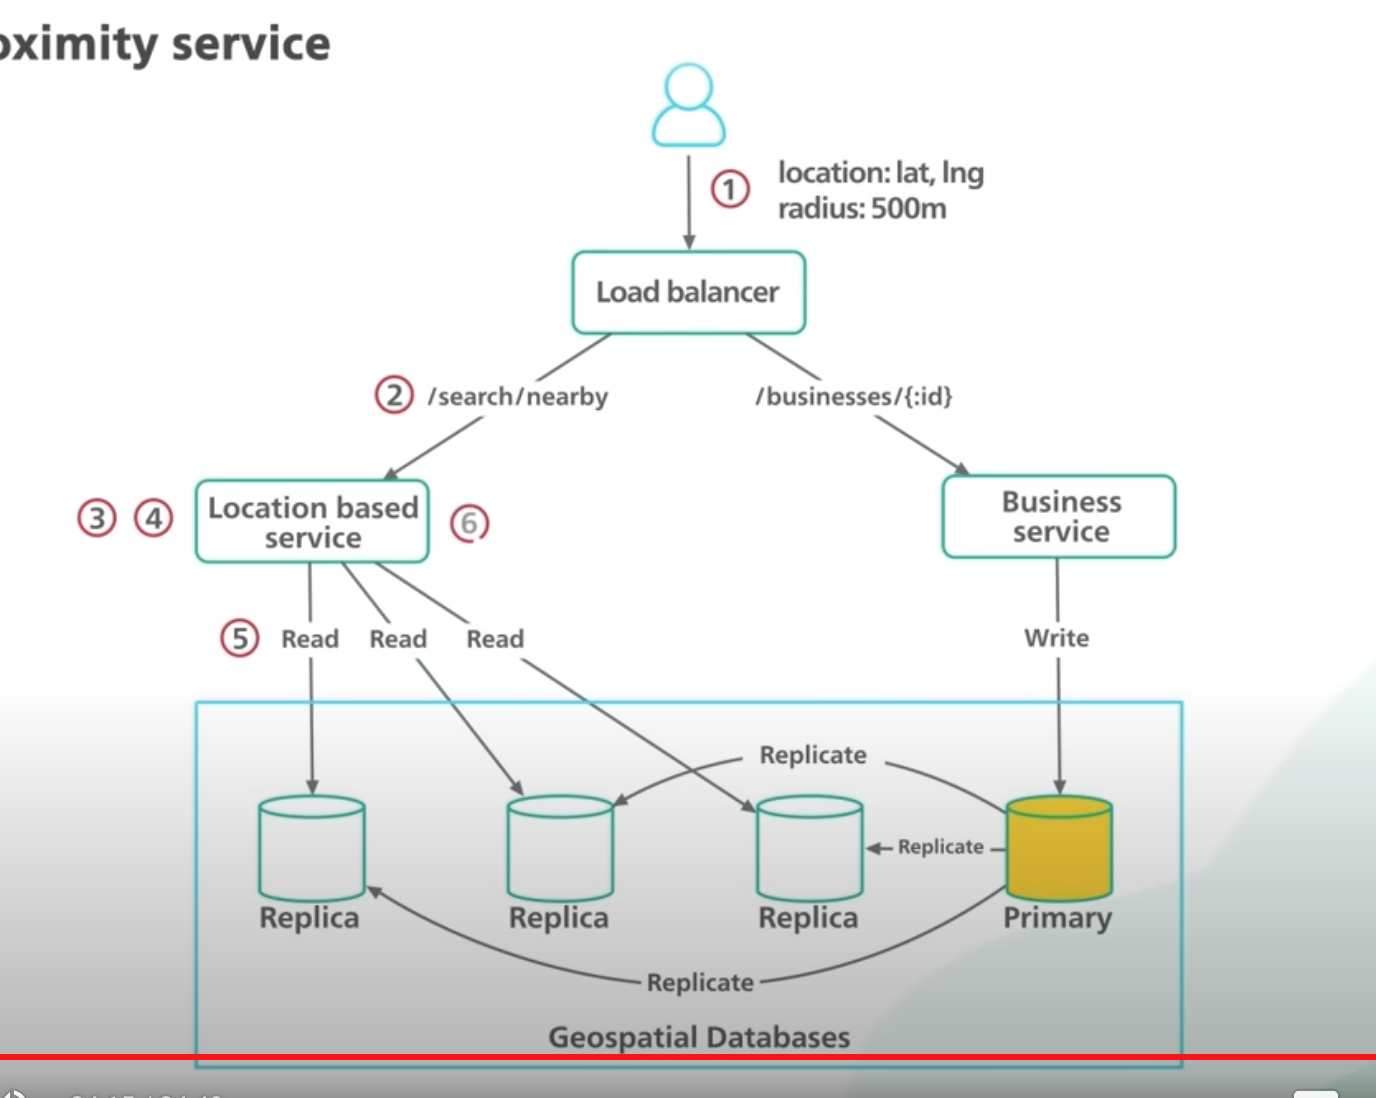 oximity service
1
location: lat, lng
radius: 500m
Load balancer
2 /search/nearby
/businesses/{:id}
3 4
Location based
service
6
Business
service
5 Read Read Read
Write
Replicate
Replicate
Replica Replica Replica Primary
Replicate
Geospatial Databases